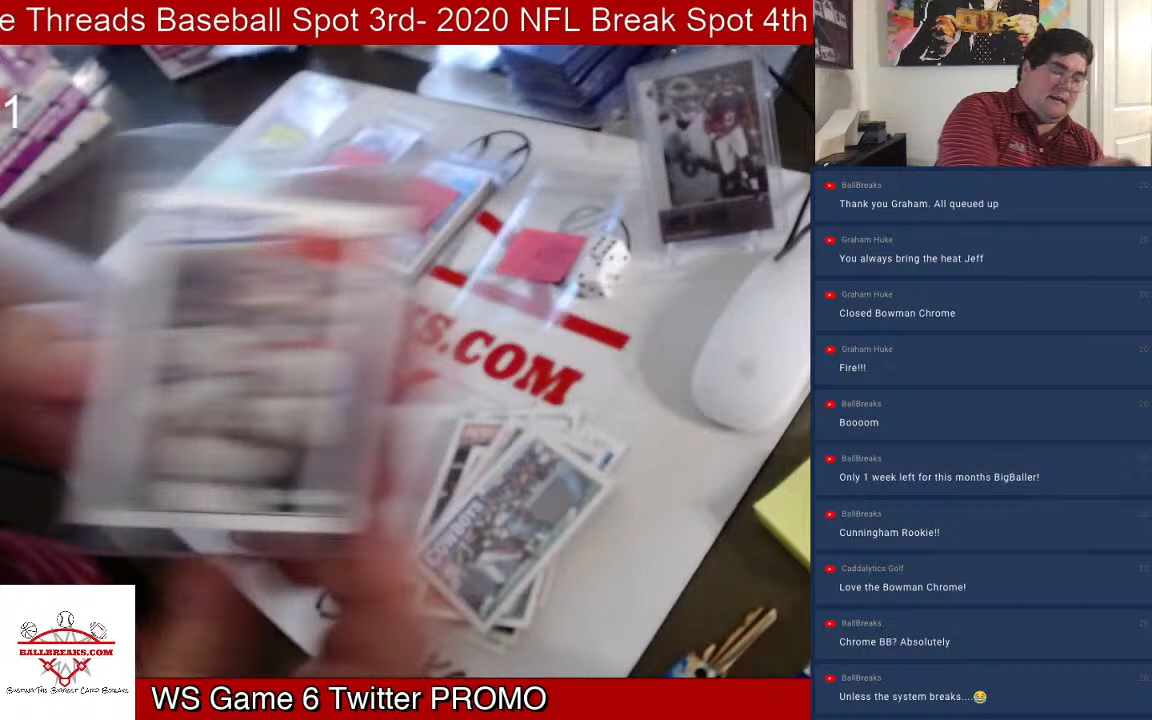 e Threads Baseball Spot 3rd- 2020 NFL Break Spot 4th
1
S.COM
COWBOYS
BALLBREAKS.COM
WS Game 6 Twitter PROMO
BallBreaks
Thank you Graham. All queued up
Graham Huke
You always bring the heat Jeff
Graham Huke
Closed Bowman Chrome
Graham Huke
Fire!!!
BallBreaks
Boooom
BallBreaks
Only 1 week left for this months BigBaller!
BallBreaks
Cunningham Rookie!!
Caddalytics Golf
Love the Bowman Chrome!
BallBreaks
Chrome BB? Absolutely
BallBreaks
Unless the system breaks....😂